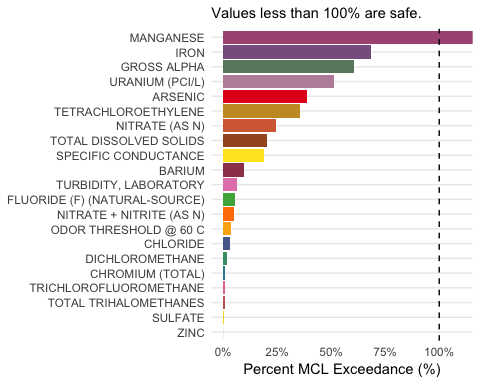 Values less than 100% are safe.
MANGANESE
IRON
GROSS ALPHA
URANIUM (PCI/L)
ARSENIC
TETRACHLOROETHYLENE
NITRATE (AS N)
TOTAL DISSOLVED SOLIDS
SPECIFIC CONDUCTANCE
BARIUM
TURBIDITY, LABORATORY
FLUORIDE (F) (NATURAL-SOURCE)
NITRATE + NITRITE (AS N)
ODOR THRESHOLD @ 60 C
CHLORIDE
DICHLOROMETHANE
CHROMIUM (TOTAL)
TRICHLOROFLUOROMETHANE
TOTAL TRIHALOMETHANES
SULFATE
ZINC
0% 25% 50% 75% 100%
Percent MCL Exceedance (%)